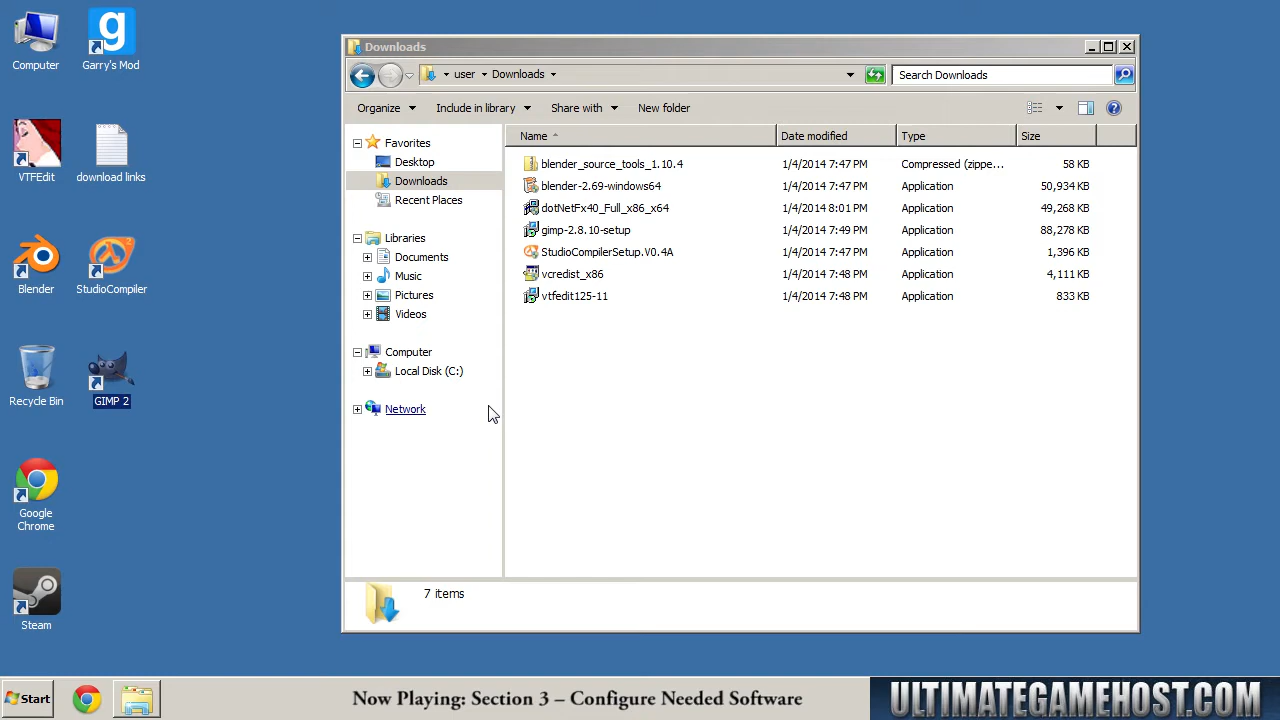 Computer
Garry's Mod
VTFEdit
download links
Blender
StudioCompiler
Recycle Bin
GIMP 2
Google
Chrome
Steam
Downloads
user
Downloads
Search Downloads
Organize
Include in library
Share with
New folder
Favorites
Desktop
Downloads
Recent Places
Libraries
Documents
Music
Pictures
Videos
Computer
Local Disk (C:)
Network
Name Date modified Type Size
blender_source_tools_1.10.4 1/4/2014 7:47 PM Compressed (zippe... 58 KB
blender-2.69-windows64 1/4/2014 7:47 PM Application 50,934 KB
dotNetFx40_Full_x86_x64 1/4/2014 8:01 PM Application 49,268 KB
gimp-2.8.10-setup 1/4/2014 7:49 PM Application 88,278 KB
StudioCompilerSetup.V0.4A 1/4/2014 7:47 PM Application 1,396 KB
vcredist_x86 1/4/2014 7:48 PM Application 4,111 KB
vtfedit125-11 1/4/2014 7:48 PM Application 833 KB
7 items
Start
Now Playing: Section 3 – Configure Needed Software
ULTIMATEGAMEHOST.COM